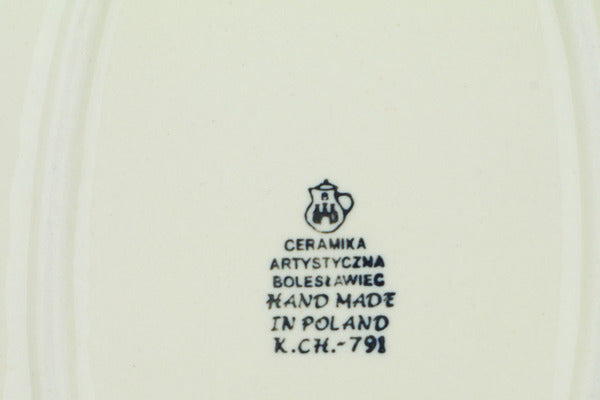 B
CERAMIKA
ARTYSTYCZNA
BOLESŁAWIEC
HAND MADE
IN POLAND
K.CH.-791